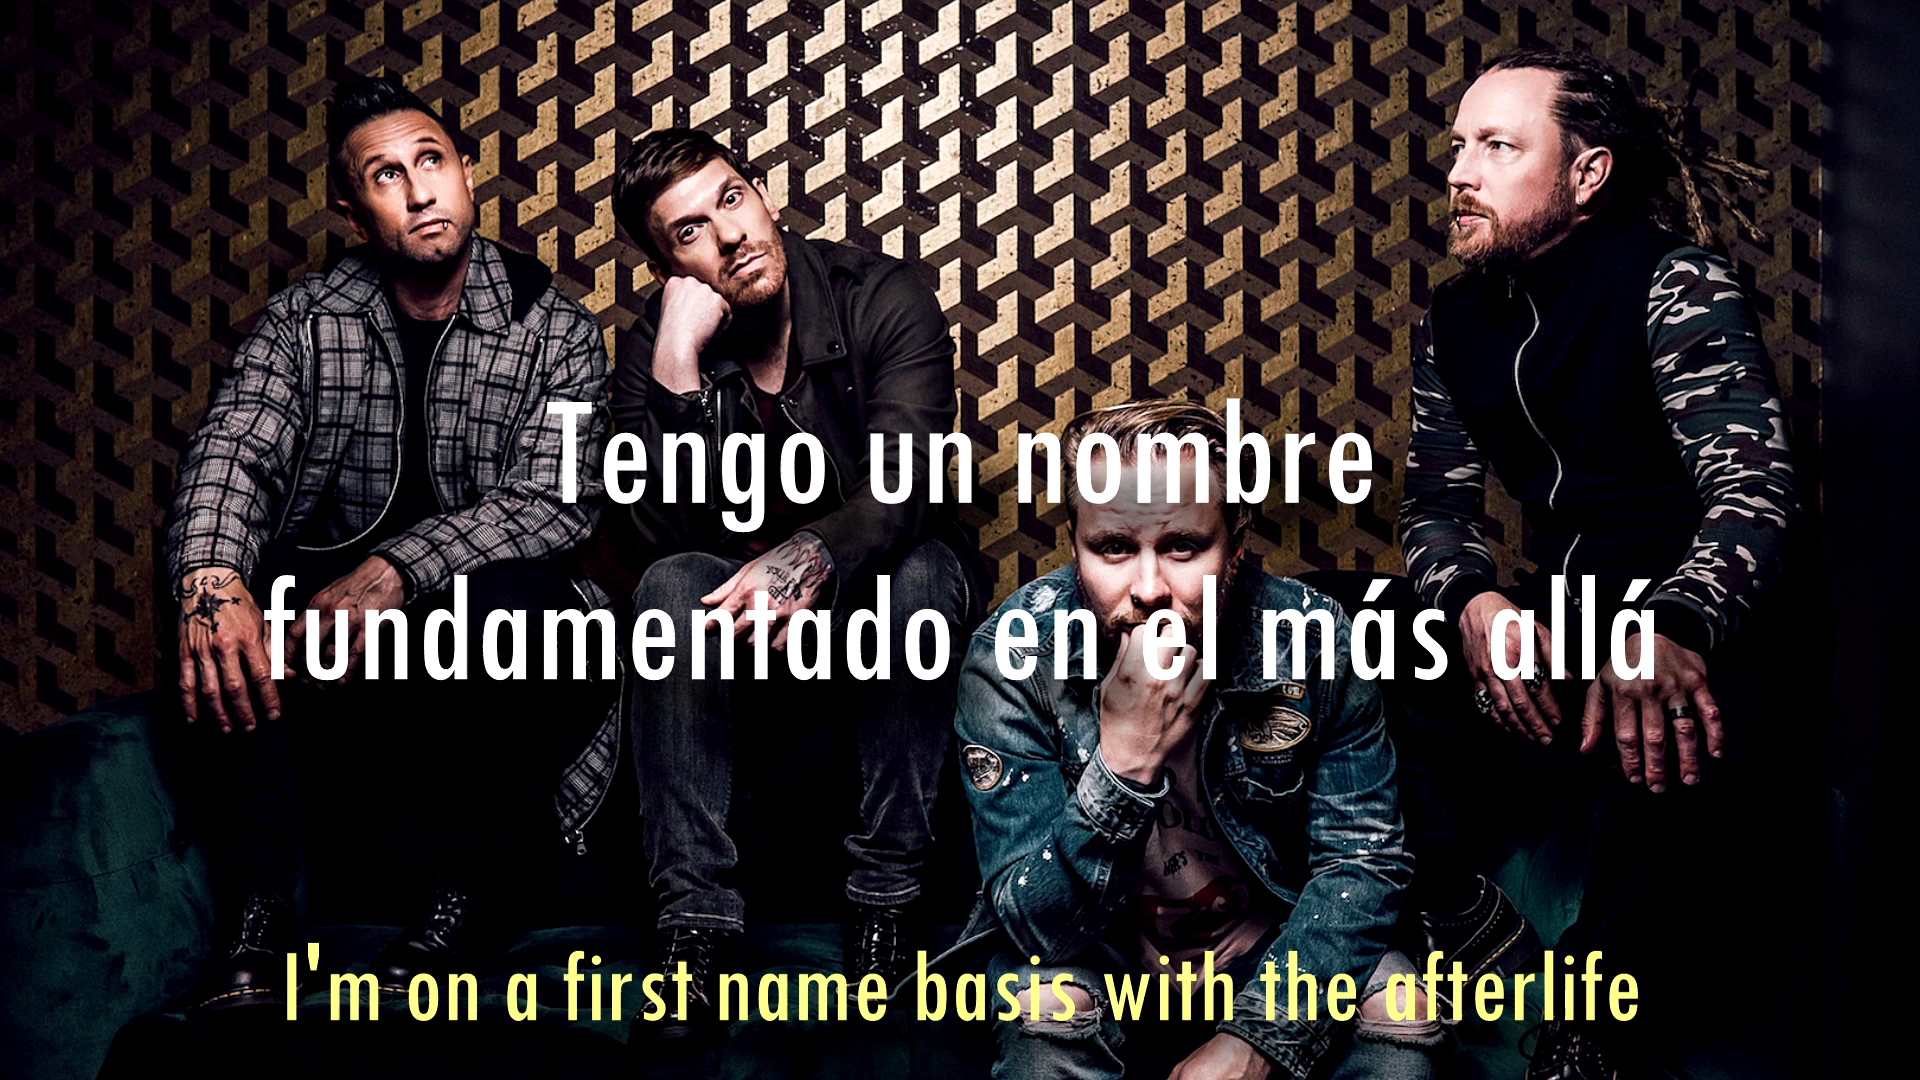 Tengo un nombre
fundamentado en el más allá
I'm on a first name basis with the afterlife